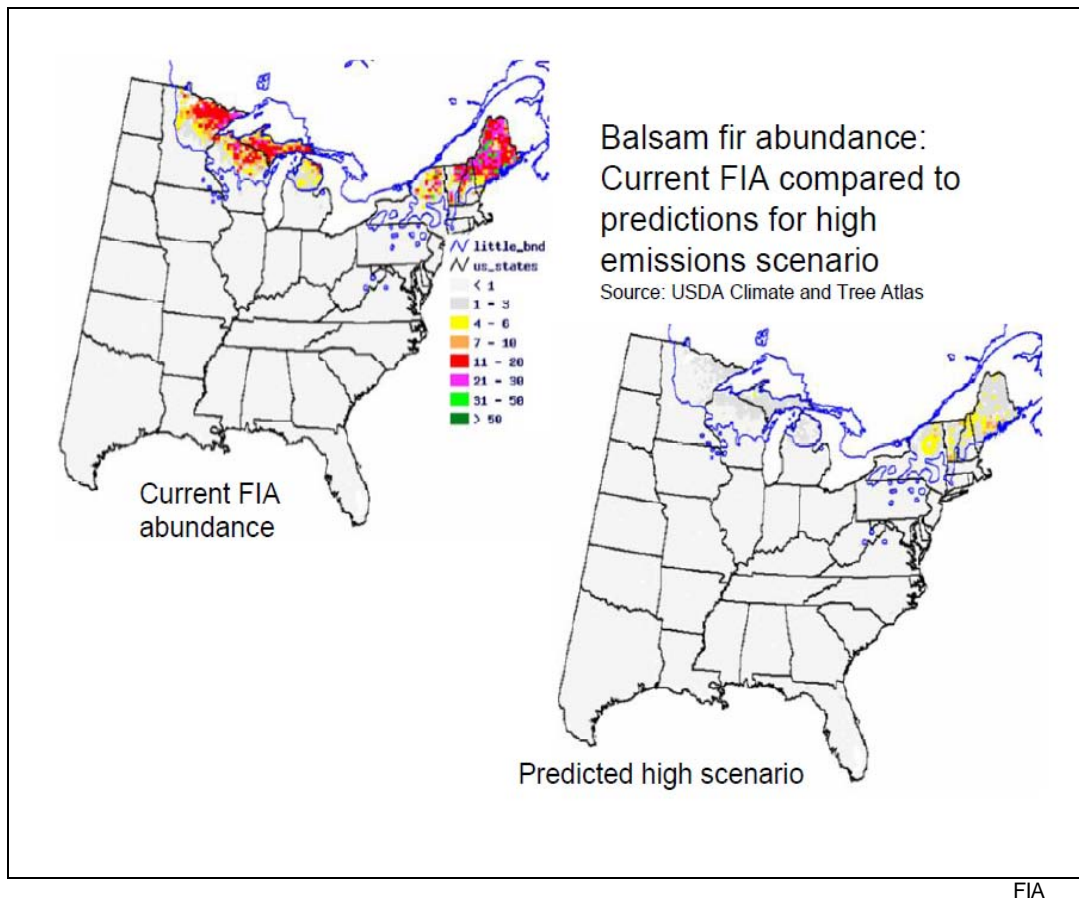 Balsam fir abundance:
Current FIA compared to
predictions for high
emissions scenario
Source: USDA Climate and Tree Atlas
little_bnd
us_states
< 1
1 - 3
4 - 6
7 - 10
11 - 20
21 - 30
31 - 50
> 50
Current FIA
abundance
Predicted high scenario
FIA